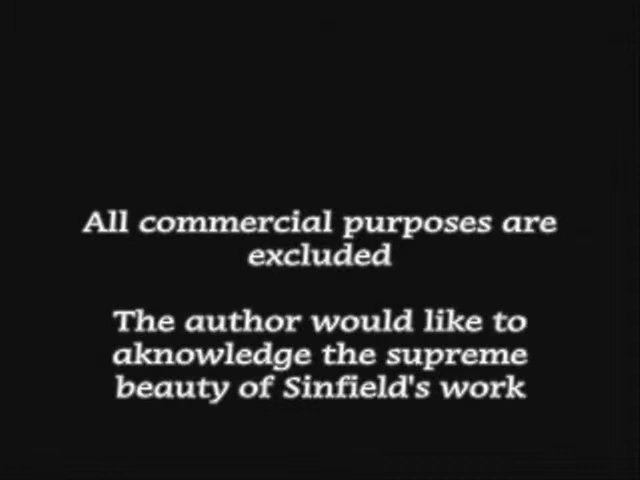 All commercial purposes are
excluded
The author would like to
aknowledge the supreme
beauty of Sinfield's work